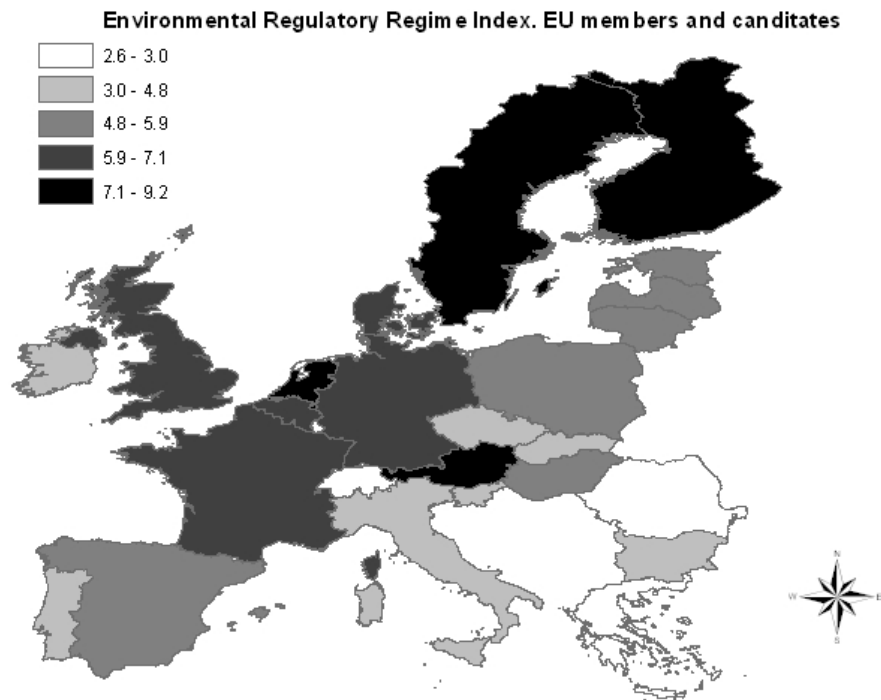 Environmental Regulatory Regime Index. EU members and canditates
2.6 - 3.0
3.0 - 4.8
4.8 - 5.9
5.9 - 7.1
7.1 - 9.2
N
W
E
S